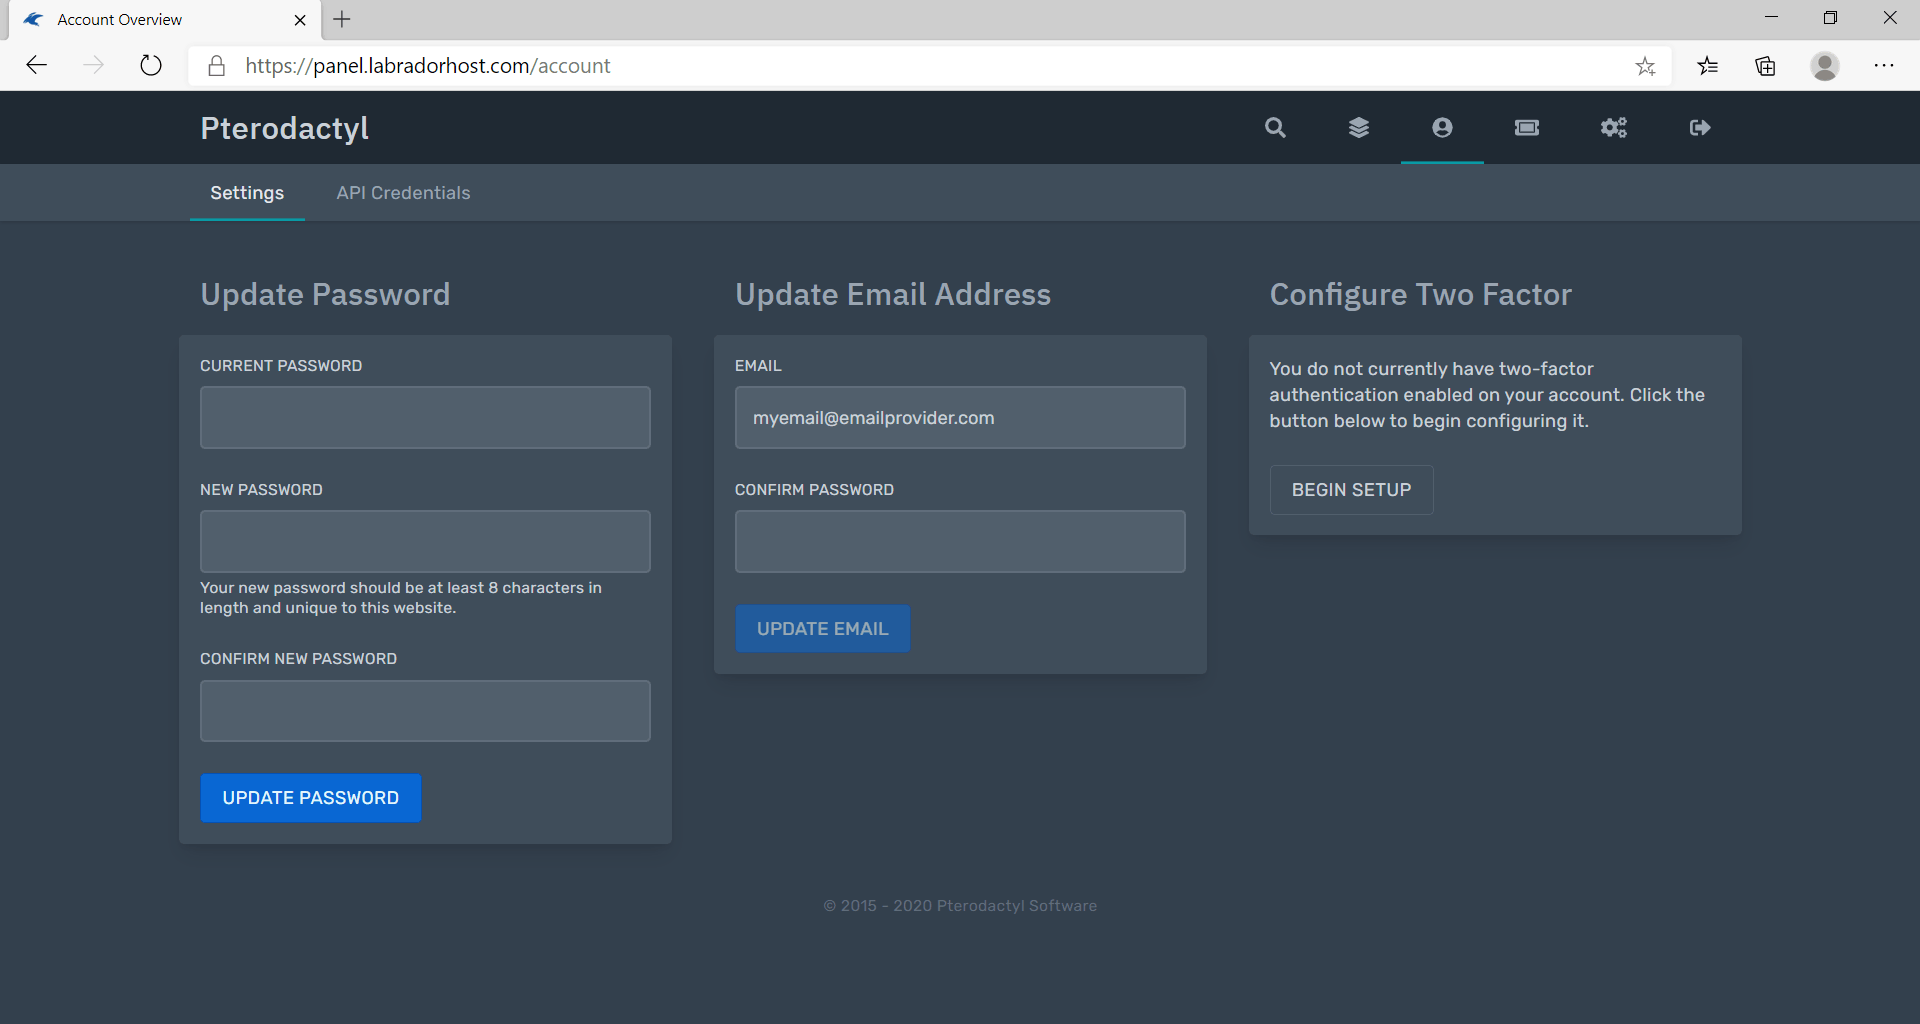 Account Overview
https://panel.labradorhost.com/account
Pterodactyl
Settings
API Credentials
Update Password
CURRENT PASSWORD
NEW PASSWORD
Your new password should be at least 8 characters in
length and unique to this website.
CONFIRM NEW PASSWORD
UPDATE PASSWORD
Update Email Address
EMAIL
myemail@emailprovider.com
CONFIRM PASSWORD
UPDATE EMAIL
Configure Two Factor
You do not currently have two-factor
authentication enabled on your account. Click the
button below to begin configuring it.
BEGIN SETUP
© 2015 - 2020 Pterodactyl Software